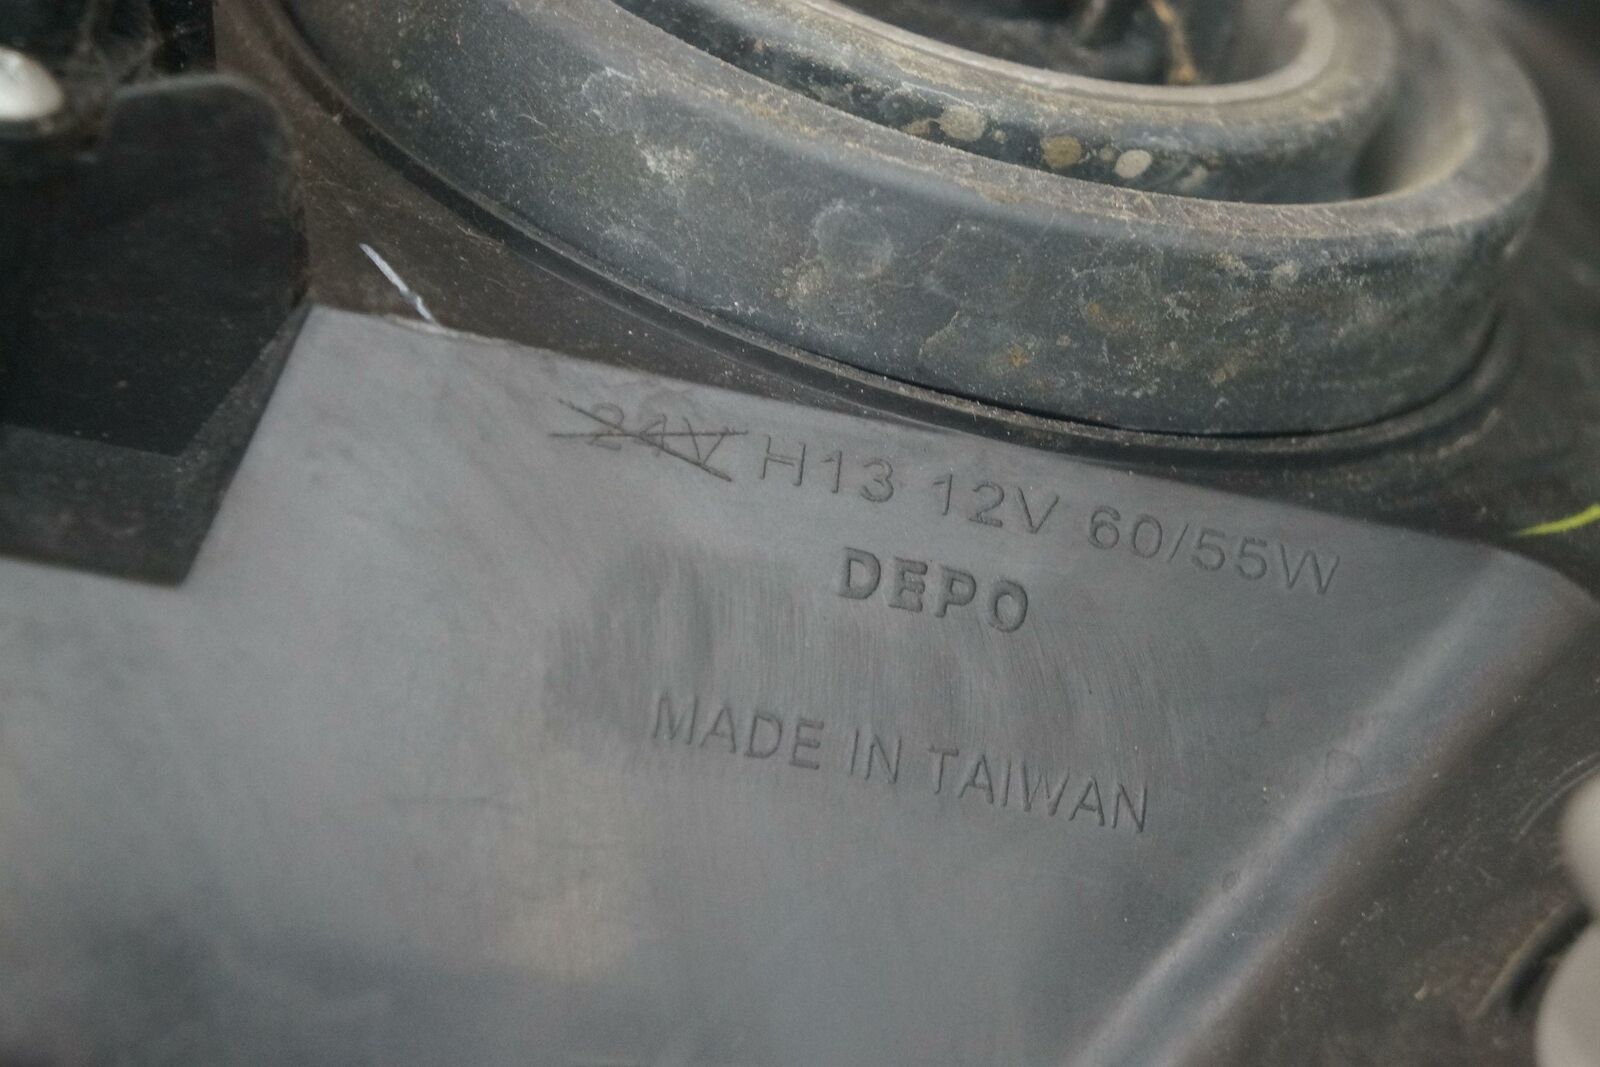 24V H13 12V 60/55W
DEPO
MADE IN TAIWAN